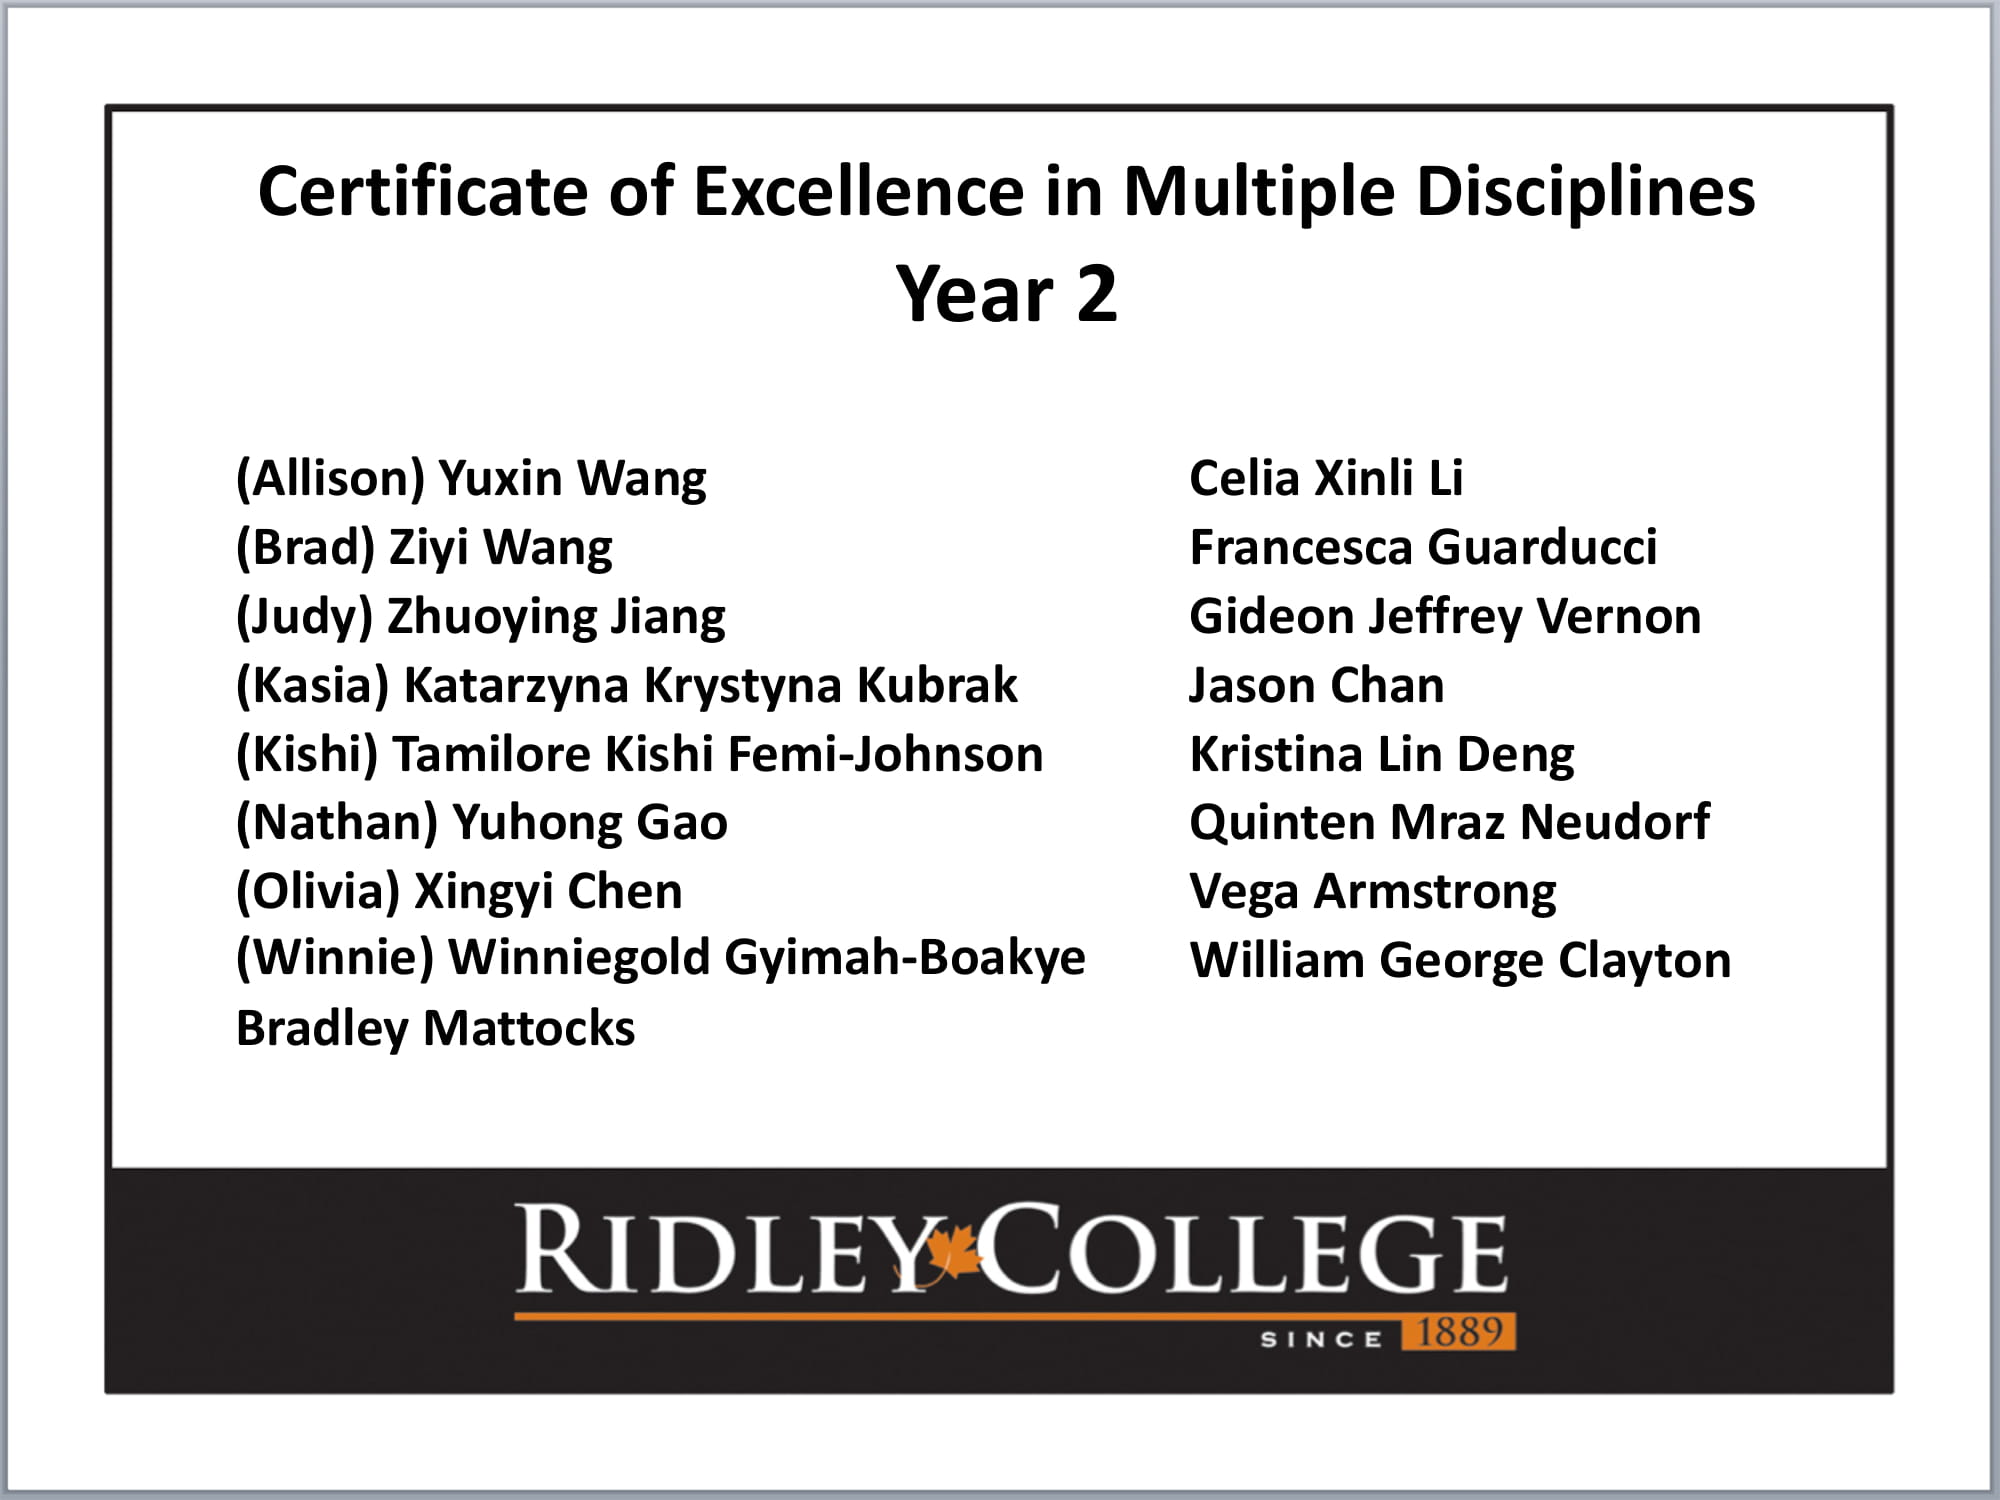 Certificate of Excellence in Multiple Disciplines
Year 2
(Allison) Yuxin Wang
(Brad) Ziyi Wang
(Judy) Zhuoying Jiang
(Kasia) Katarzyna Krystyna Kubrak
(Kishi) Tamilore Kishi Femi-Johnson
(Nathan) Yuhong Gao
(Olivia) Xingyi Chen
(Winnie) Winniegold Gyimah-Boakye
Bradley Mattocks
Celia Xinli Li
Francesca Guarducci
Gideon Jeffrey Vernon
Jason Chan
Kristina Lin Deng
Quinten Mraz Neudorf
Vega Armstrong
William George Clayton
RIDLEY COLLEGE
SINCE 1889